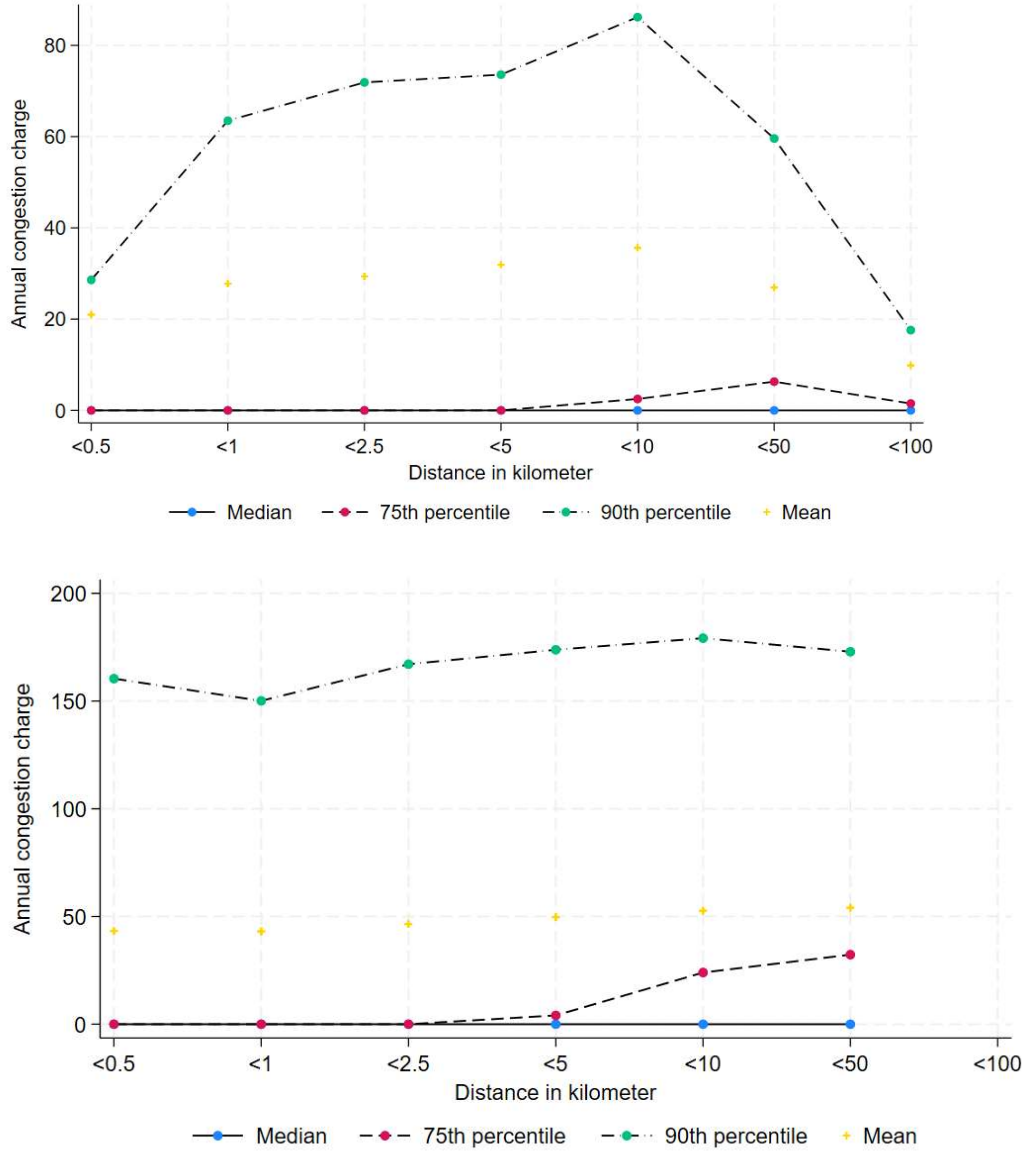 Annual congestion charge
80
60
40
20
0
<0.5 <1 <2.5 <5 <10 <50 <100
Distance in kilometer
Median 75th percentile 90th percentile Mean
Annual congestion charge
200
150
100
50
0
<0.5 <1 <2.5 <5 <10 <50 <100
Distance in kilometer
Median 75th percentile 90th percentile Mean